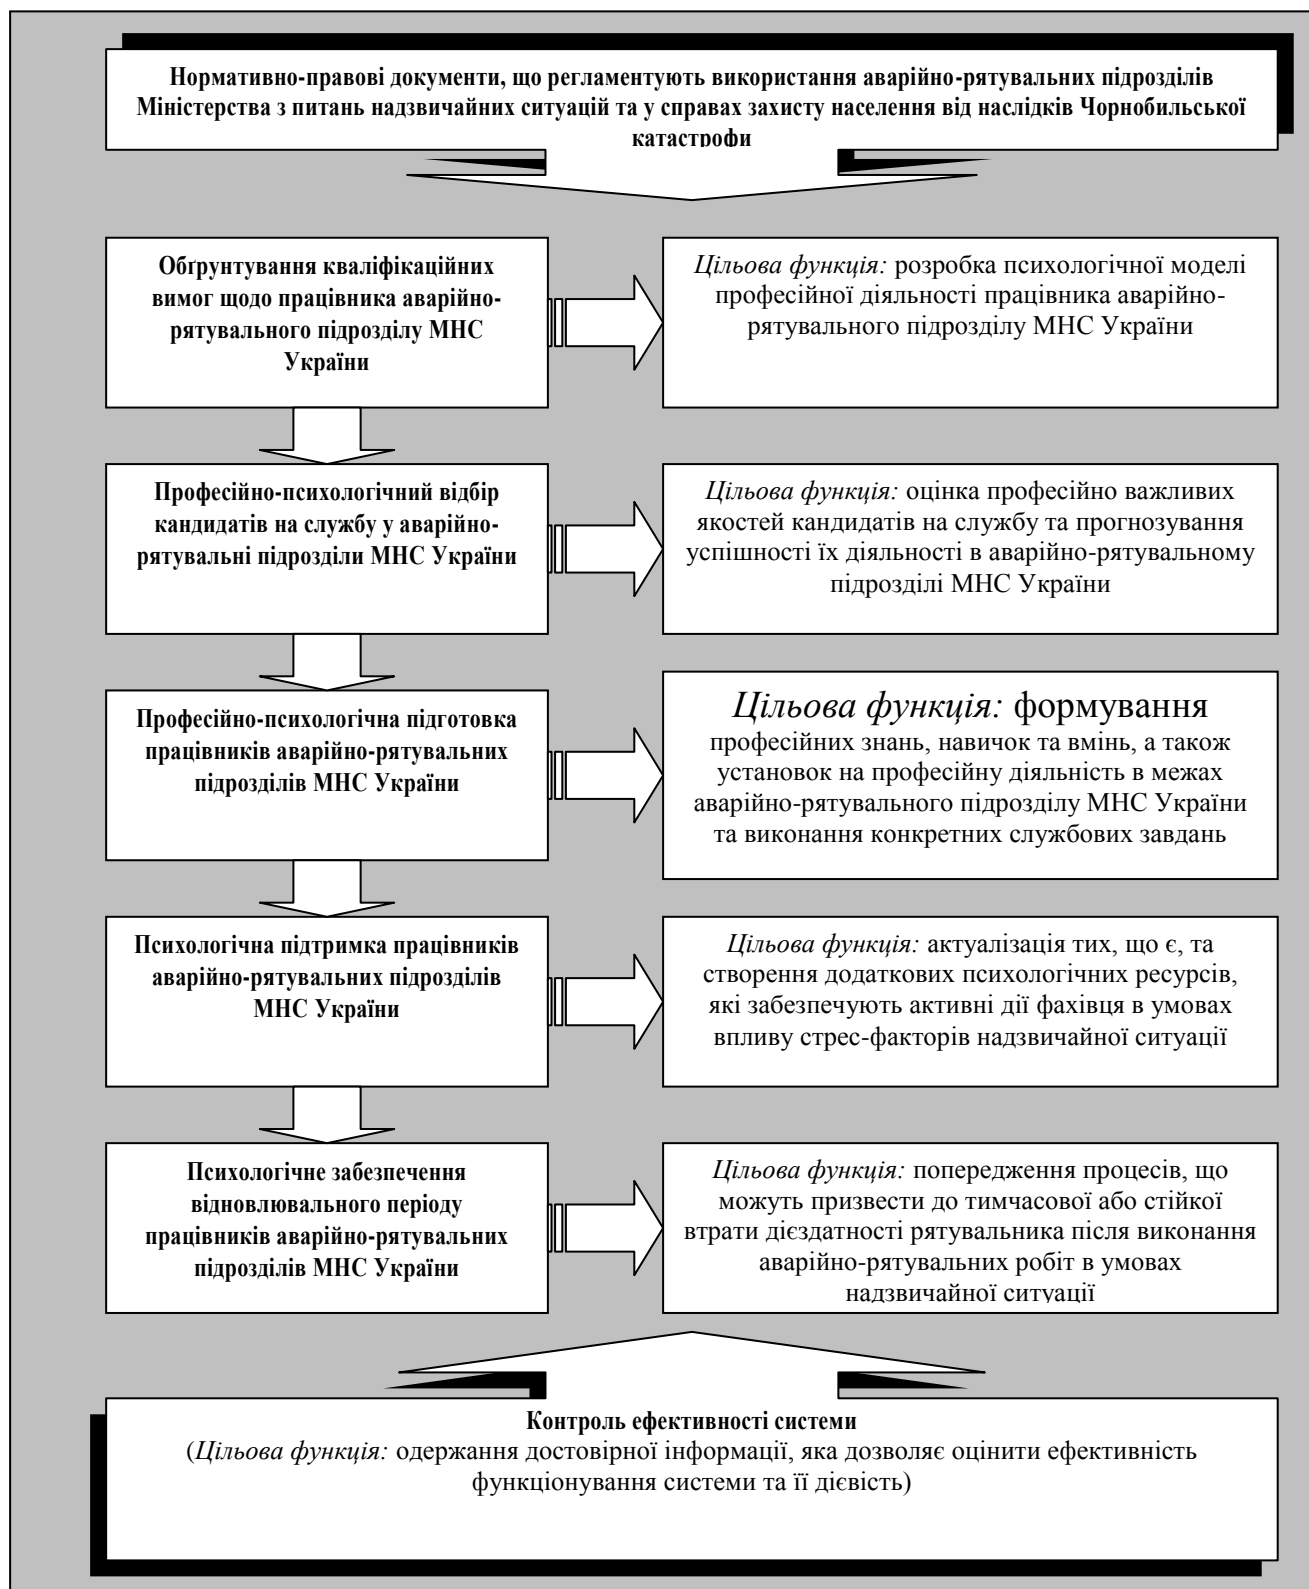 Нормативно-правові документи, що регламентують використання аварійно-рятувальних підрозділів
Міністерства з питань надзвичайних ситуацій та у справах захисту населення від наслідків Чорнобильської
катастрофи
Обґрунтування кваліфікаційних
вимог щодо працівника аварійно-
рятувального підрозділу МНС
України
Цільова функція: розробка психологічної моделі
професійної діяльності працівника аварійно-
рятувального підрозділу МНС України
Професійно-психологічний відбір
кандидатів на службу у аварійно-
рятувальні підрозділи МНС України
Цільова функція: оцінка професійно важливих
якостей кандидатів на службу та прогнозування
успішності їх діяльності в аварійно-рятувальному
підрозділі МНС України
Професійно-психологічна підготовка
працівників аварійно-рятувальних
підрозділів МНС України
Цільова функція: формування
професійних знань, навичок та вмінь, а також
установок на професійну діяльність в межах
аварійно-рятувального підрозділу МНС України
та виконання конкретних службових завдань
Психологічна підтримка працівників
аварійно-рятувальних підрозділів
МНС України
Цільова функція: актуалізація тих, що є, та
створення додаткових психологічних ресурсів,
які забезпечують активні дії фахівця в умовах
впливу стрес-факторів надзвичайної ситуації
Психологічне забезпечення
відновлювального періоду
працівників аварійно-рятувальних
підрозділів МНС України
Цільова функція: попередження процесів, що
можуть призвести до тимчасової або стійкої
втрати дієздатності рятувальника після виконання
аварійно-рятувальних робіт в умовах
надзвичайної ситуації
Контроль ефективності системи
(Цільова функція: одержання достовірної інформації, яка дозволяє оцінити ефективність
функціонування системи та її дієвість)